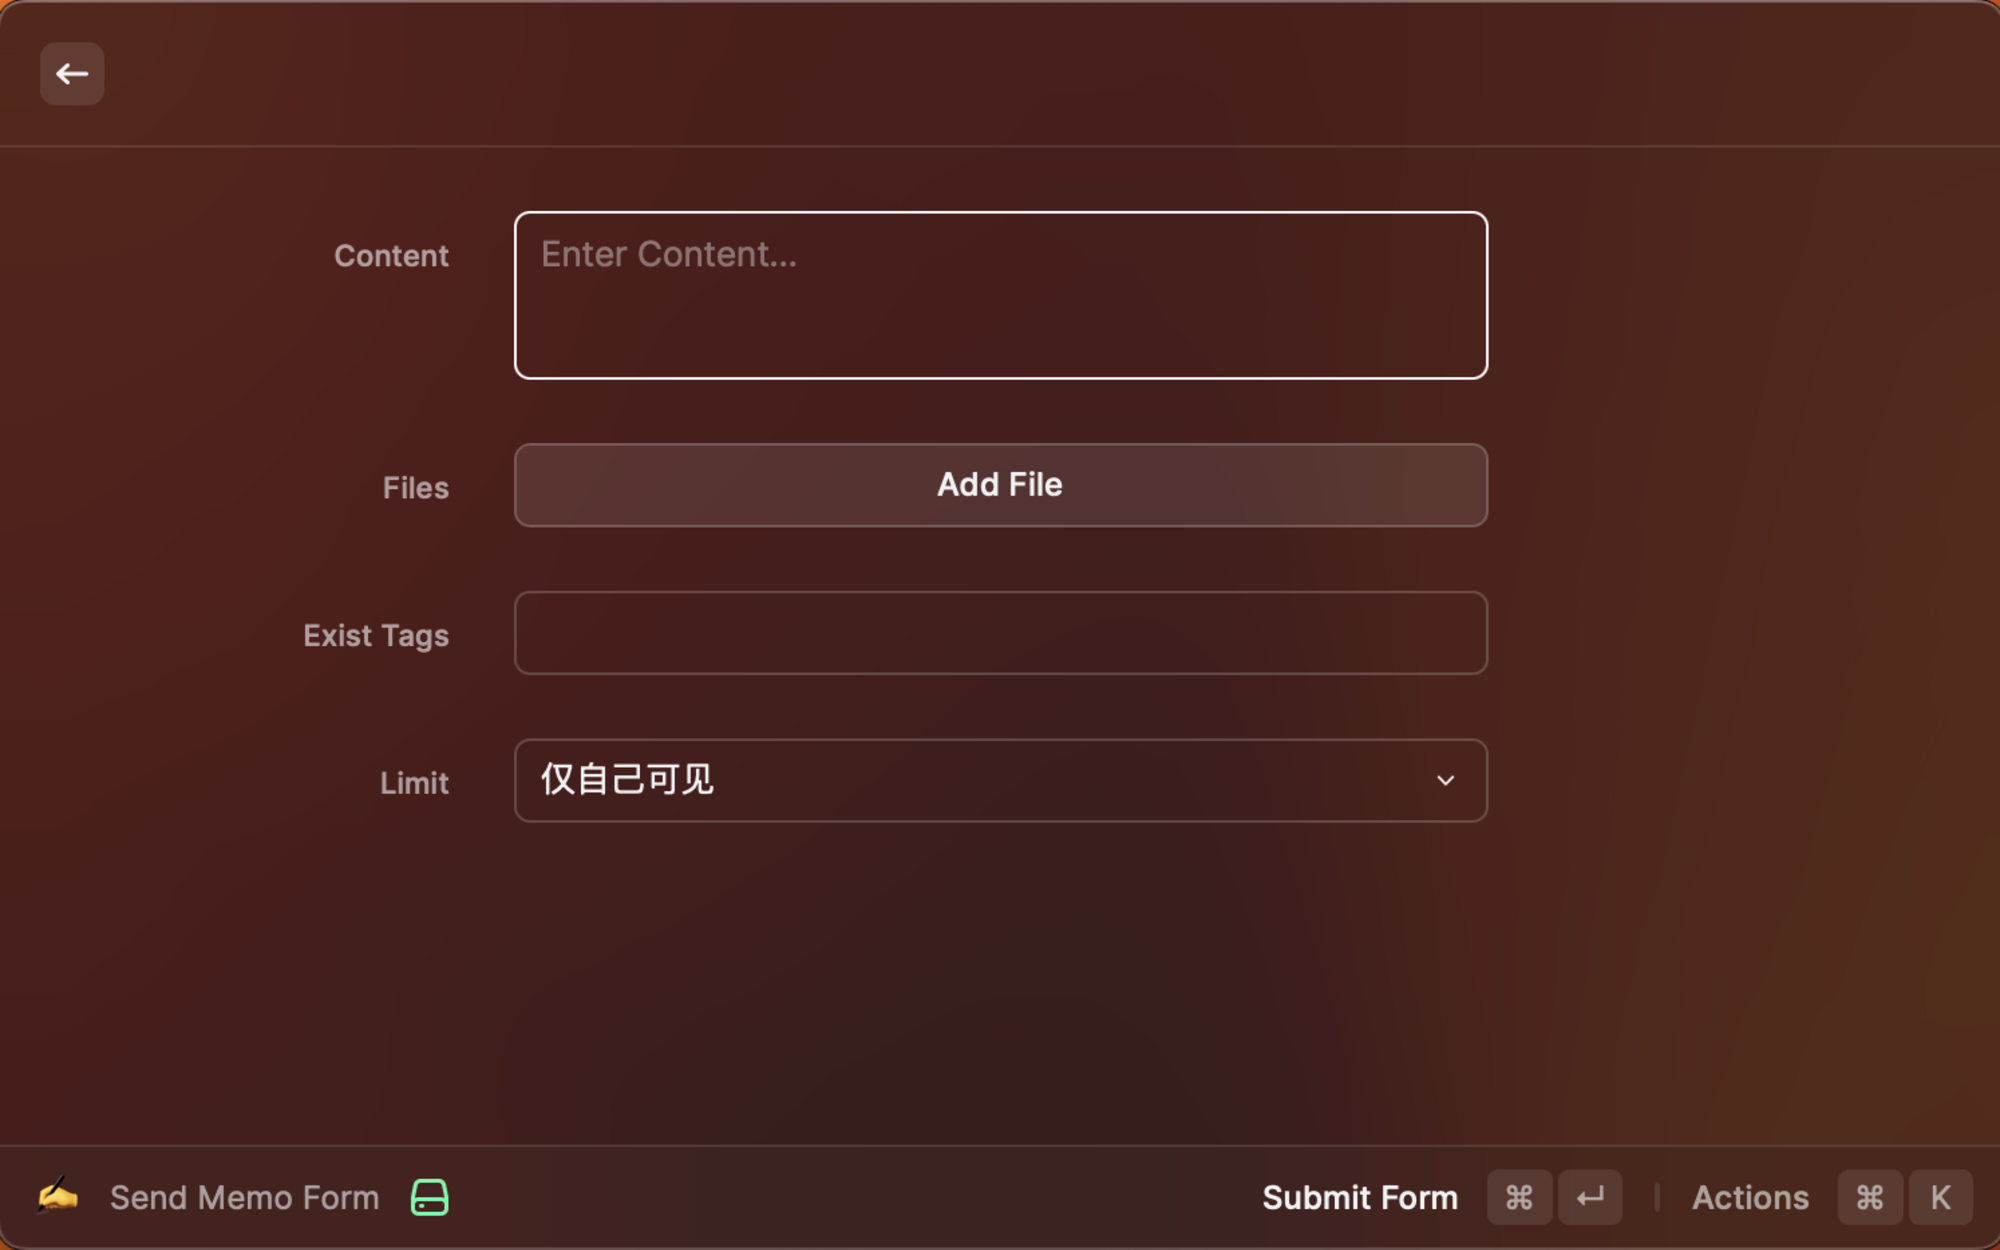 Content
Enter Content...
Files
Add File
Exist Tags
Limit
仅自己可见
Send Memo Form
Submit Form ⌘ ↵
Actions ⌘ K